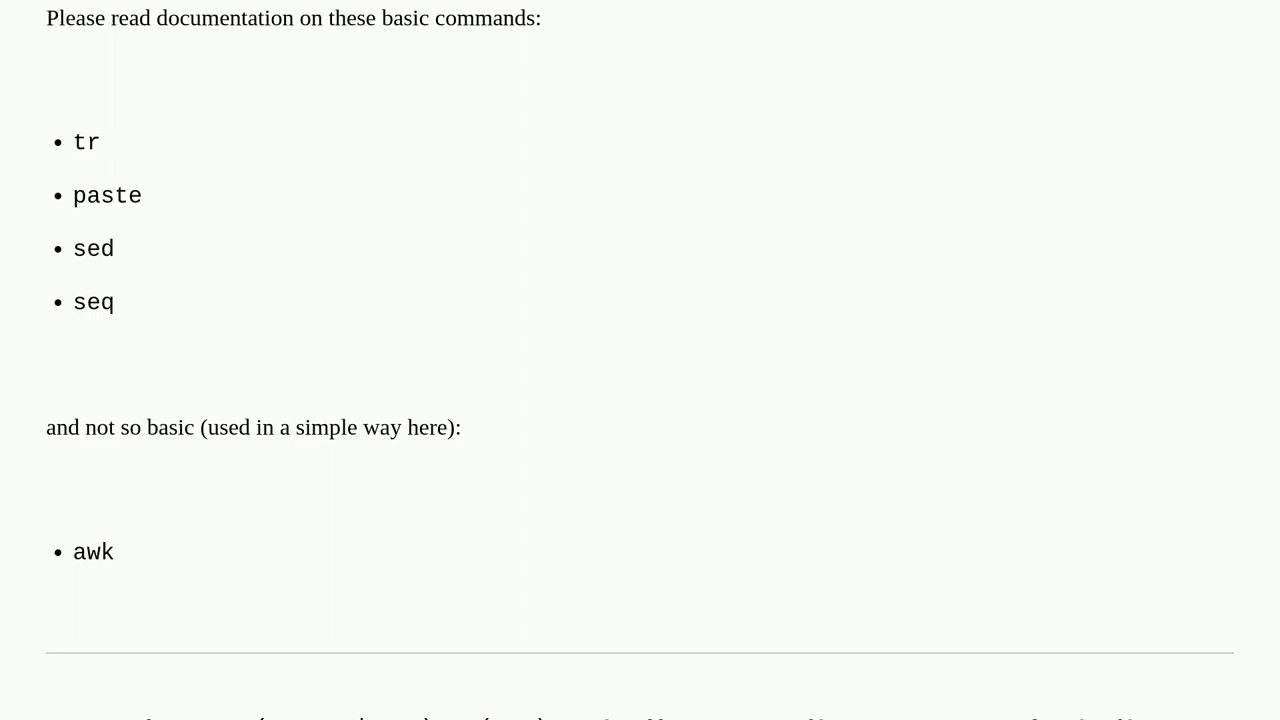 Please read documentation on these basic commands:
• tr
• paste
• sed
• seq
and not so basic (used in a simple way here):
• awk